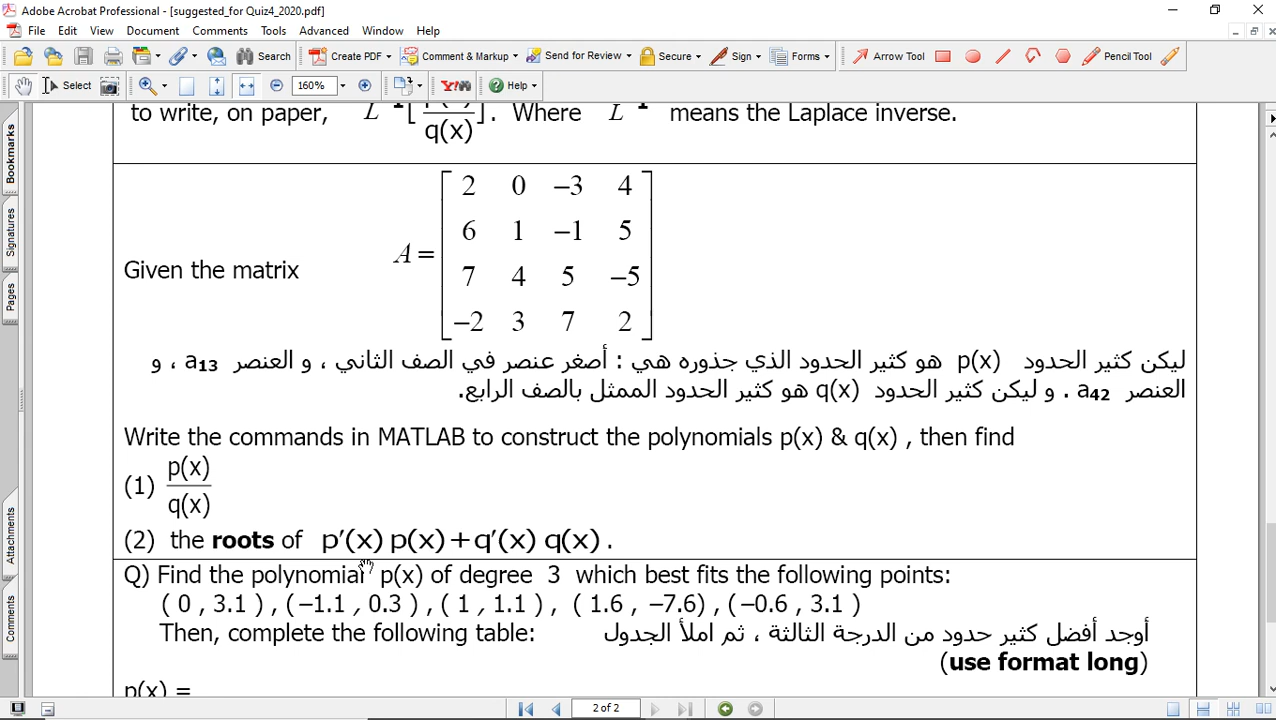 Adobe Acrobat Professional - [suggested_for Quiz4_2020.pdf]
File Edit View Document Comments Tools Advanced Window Help
Search Create PDF Comment & Markup Send for Review Secure Sign Forms Arrow Tool Pencil Tool
Select 160% Y! Help
to write, on paper, L⁻¹[p(x)/q(x)]. Where L⁻¹ means the Laplace inverse.
Given the matrix A =
2 0 −3 4
6 1 −1 5
7 4 5 −5
−2 3 7 2
ليكن كثير الحدود p(x) هو كثير الحدود الذي جذوره هي : أصغر عنصر في الصف الثاني ، و العنصر a₁₃ ، و
العنصر a₄₂ . و ليكن كثير الحدود q(x) هو كثير الحدود الممثل بالصف الرابع.
Write the commands in MATLAB to construct the polynomials p(x) & q(x) , then find
(1) p(x)/q(x)
(2) the roots of p′(x) p(x) + q′(x) q(x) .
Q) Find the polynomial p(x) of degree 3 which best fits the following points:
( 0 , 3.1 ) , ( −1.1 , 0.3 ) , ( 1 , 1.1 ) , ( 1.6 , −7.6) , ( −0.6 , 3.1 )
Then, complete the following table: أوجد أفضل كثير حدود من الدرجة الثالثة ، ثم املأ الجدول
(use format long)
p(x) =
Bookmarks
Signatures
Pages
Attachments
Comments
2 of 2